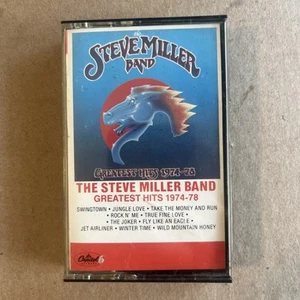 the
STEVE MILLER
BAND
GREATEST HITS 1974-78
THE STEVE MILLER BAND
GREATEST HITS 1974-78
SWINGTOWN • JUNGLE LOVE • TAKE THE MONEY AND RUN
• ROCK N' ME • TRUE FINE LOVE •
• THE JOKER • FLY LIKE AN EAGLE •
JET AIRLINER • WINTER TIME • WILD MOUNTAIN HONEY
Capitol